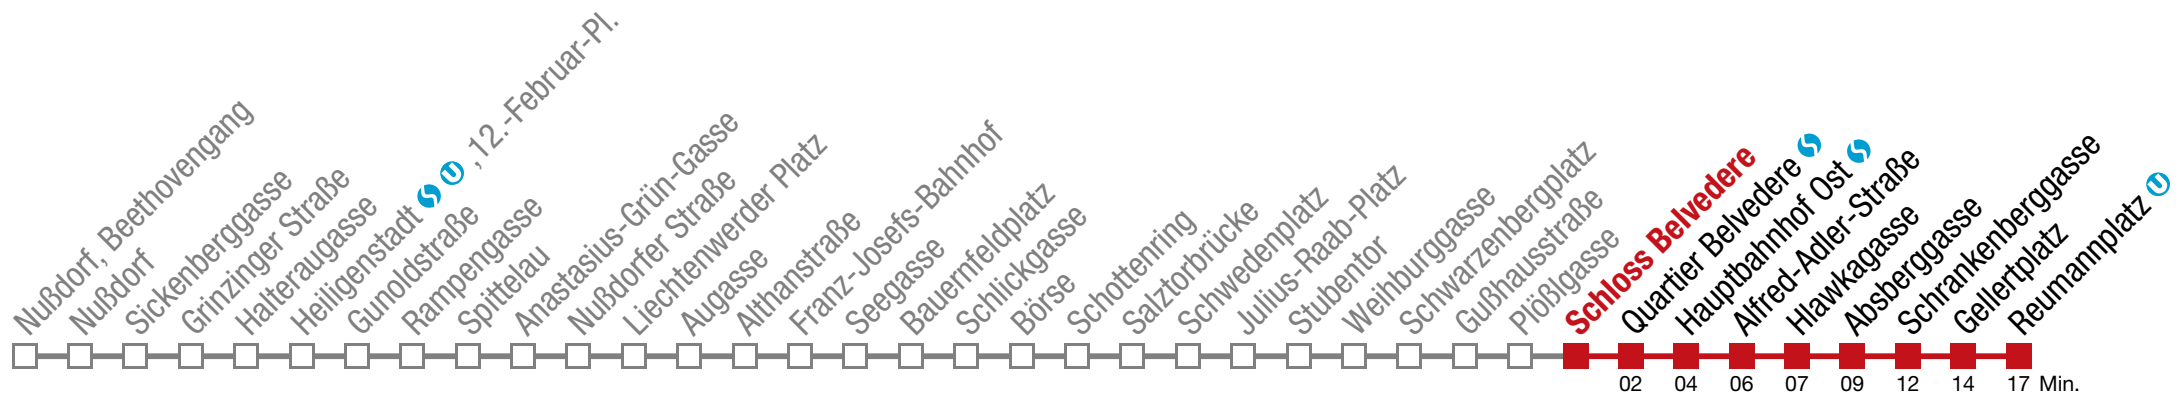 Nußdorf, Beethovengang
Nußdorf
Sickenberggasse
Grinzinger Straße
Halteraugasse
Heiligenstadt S U , 12.-Februar-Pl.
Gunoldstraße
Rampengasse
Spittelau
Anastasius-Grün-Gasse
Nußdorfer Straße
Liechtenwerder Platz
Augasse
Althanstraße
Franz-Josefs-Bahnhof
Seegasse
Bauernfeldplatz
Schlickgasse
Börse
Schottenring
Salztorbrücke
Schwedenplatz
Julius-Raab-Platz
Stubentor
Weihburggasse
Schwarzenbergplatz
Gußhausstraße
Plößlgasse
Schloss Belvedere
Quartier Belvedere S
Hauptbahnhof Ost S
Alfred-Adler-Straße
Hlawkagasse
Absberggasse
Schrankenberggasse
Gellertplatz
Reumannplatz U
02 04 06 07 09 12 14 17 Min.